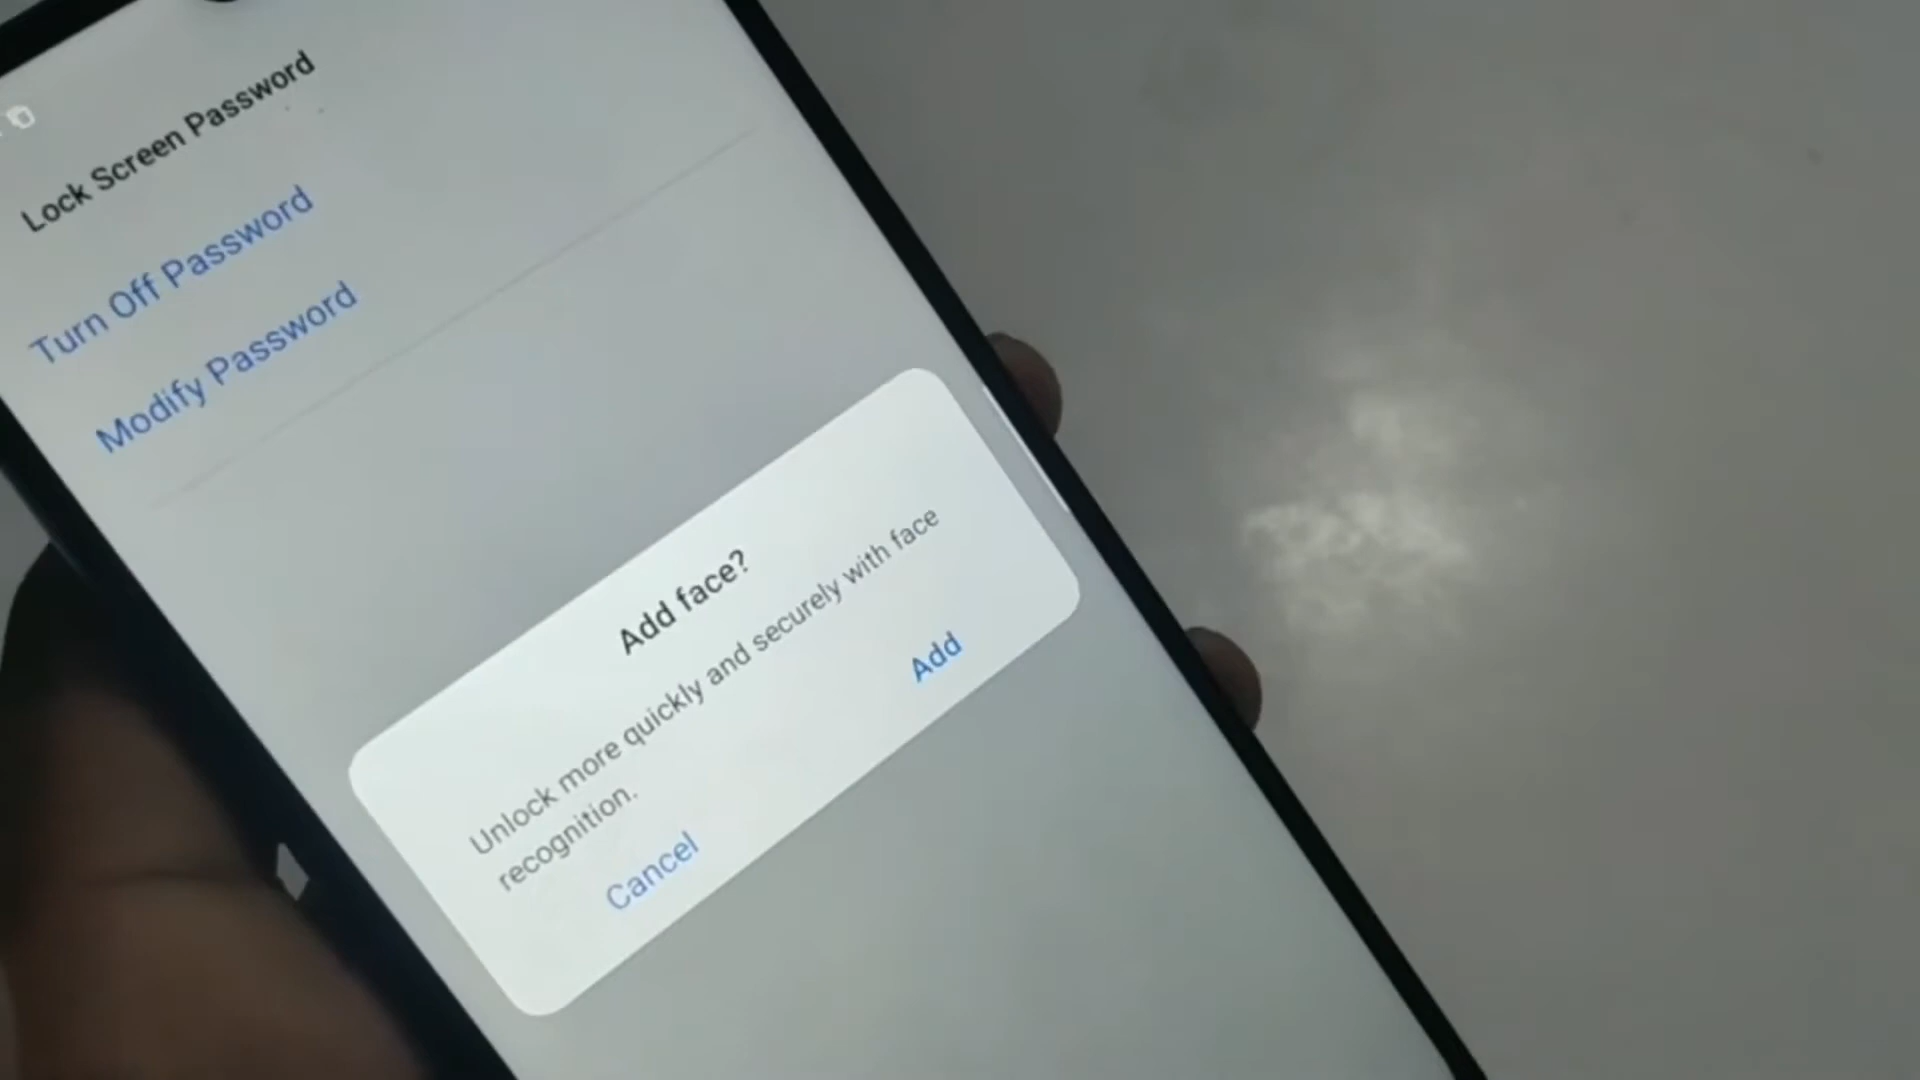 Lock Screen Password
Turn Off Password
Modify Password
Add face?
Unlock more quickly and securely with face
recognition.
Cancel
Add